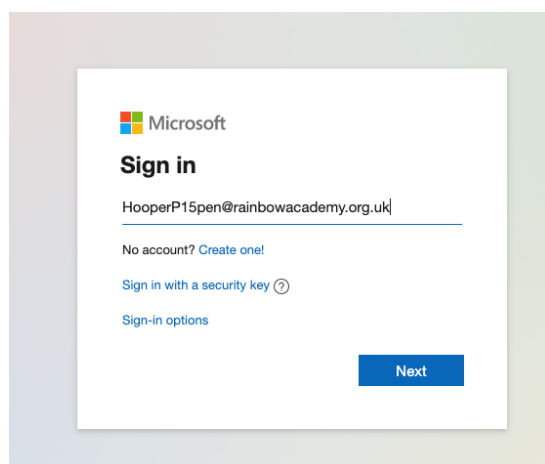 Microsoft
Sign in
HooperP15pen@rainbowacademy.org.uk
No account? Create one!
Sign in with a security key ?
Sign-in options
Next